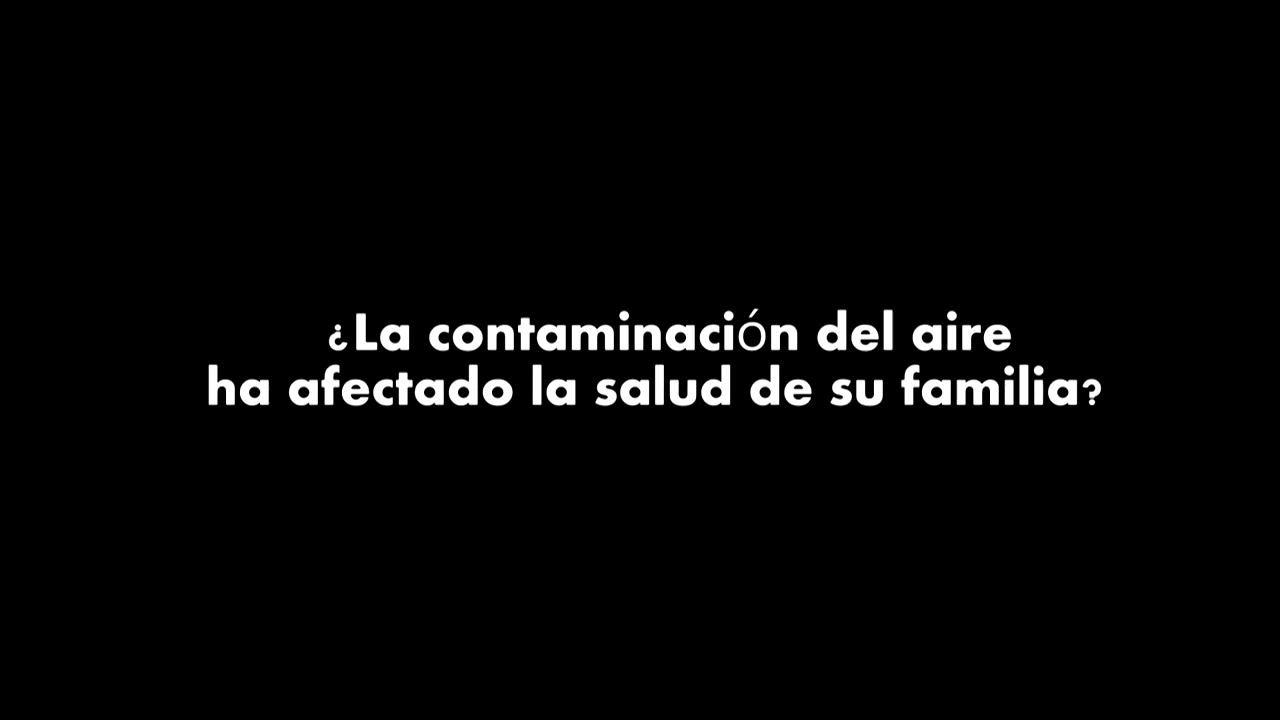 ¿La contaminación del aire
ha afectado la salud de su familia?